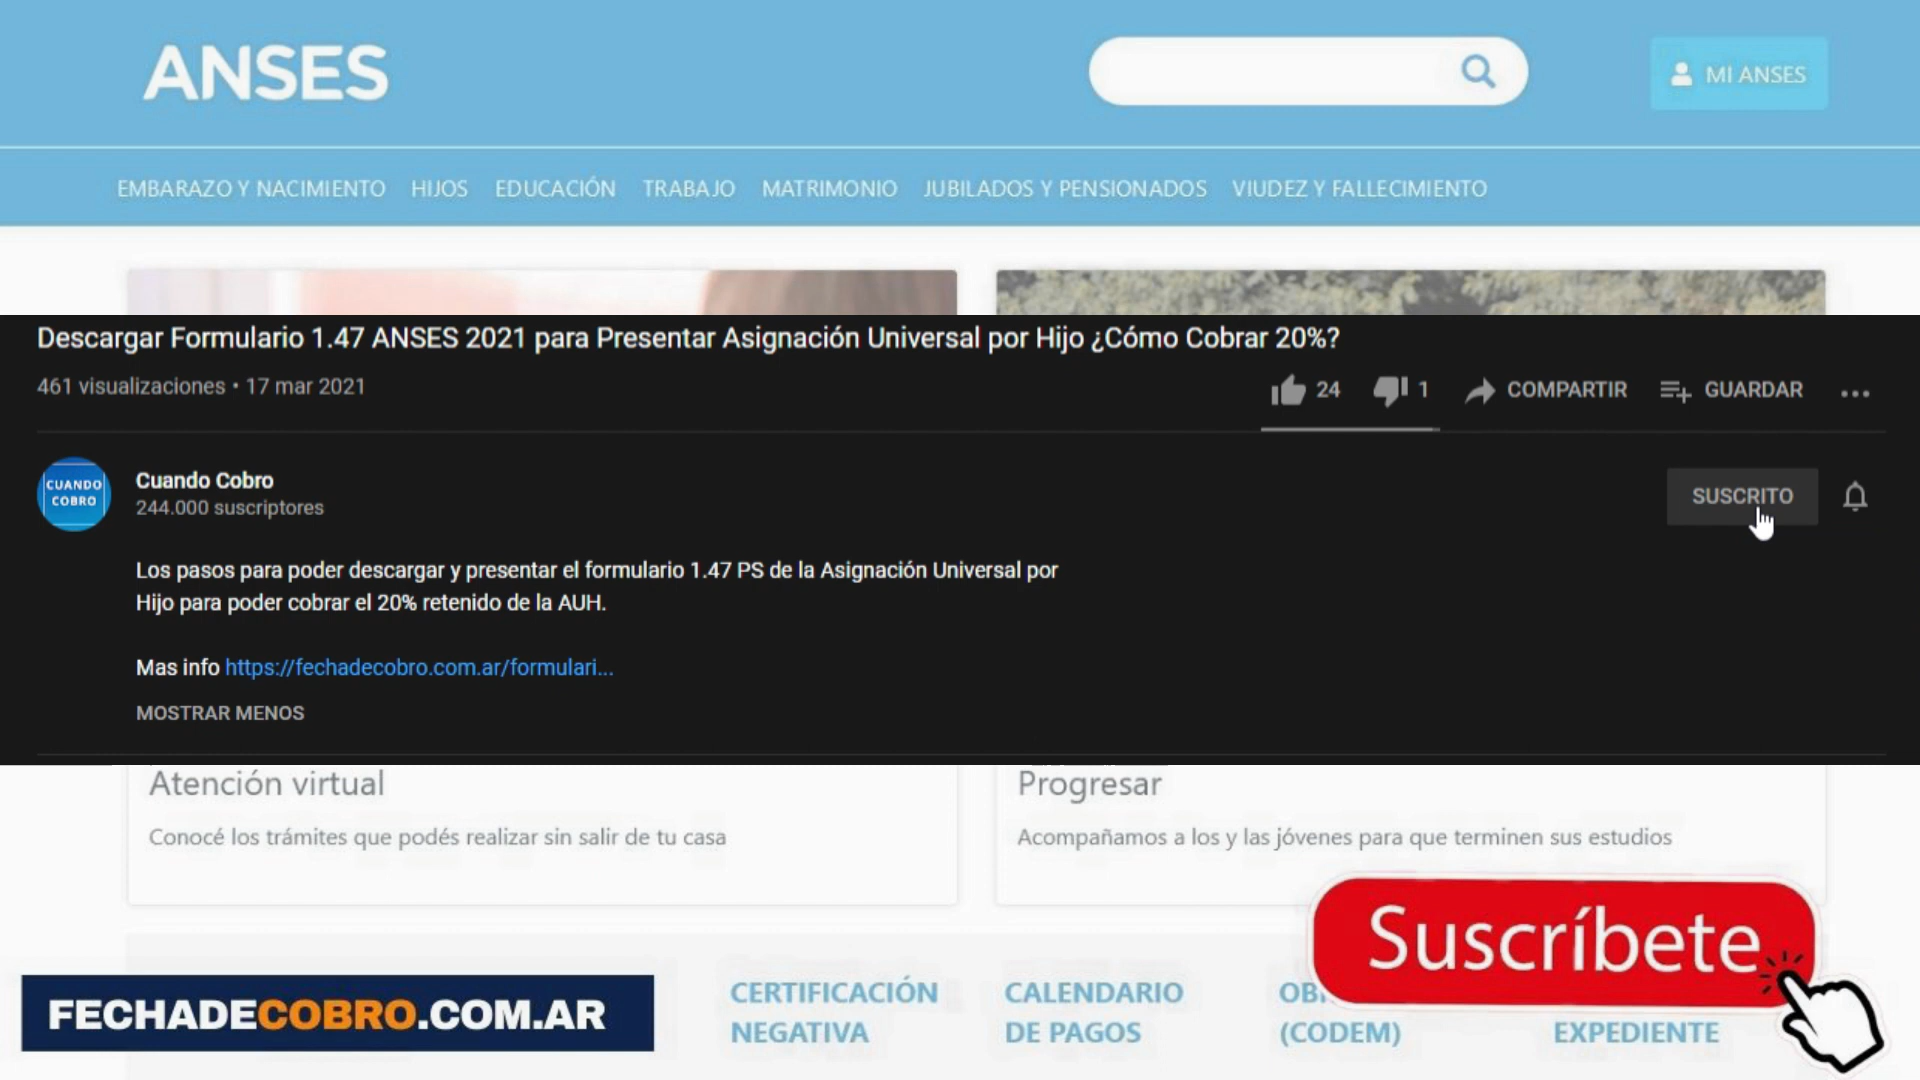 ANSES
MI ANSES
EMBARAZO Y NACIMIENTO HIJOS EDUCACIÓN TRABAJO MATRIMONIO JUBILADOS Y PENSIONADOS VIUDEZ Y FALLECIMIENTO
Descargar Formulario 1.47 ANSES 2021 para Presentar Asignación Universal por Hijo ¿Cómo Cobrar 20%?
461 visualizaciones • 17 mar 2021
24 1 COMPARTIR GUARDAR
CUANDO
COBRO
Cuando Cobro
244.000 suscriptores
SUSCRITO
Los pasos para poder descargar y presentar el formulario 1.47 PS de la Asignación Universal por
Hijo para poder cobrar el 20% retenido de la AUH.
Mas info https://fechadecobro.com.ar/formulari...
MOSTRAR MENOS
Atención virtual
Conocé los trámites que podés realizar sin salir de tu casa
Progresar
Acompañamos a los y las jóvenes para que terminen sus estudios
Suscríbete
FECHADECOBRO.COM.AR
CERTIFICACIÓN
NEGATIVA
CALENDARIO
DE PAGOS
(CODEM)
EXPEDIENTE